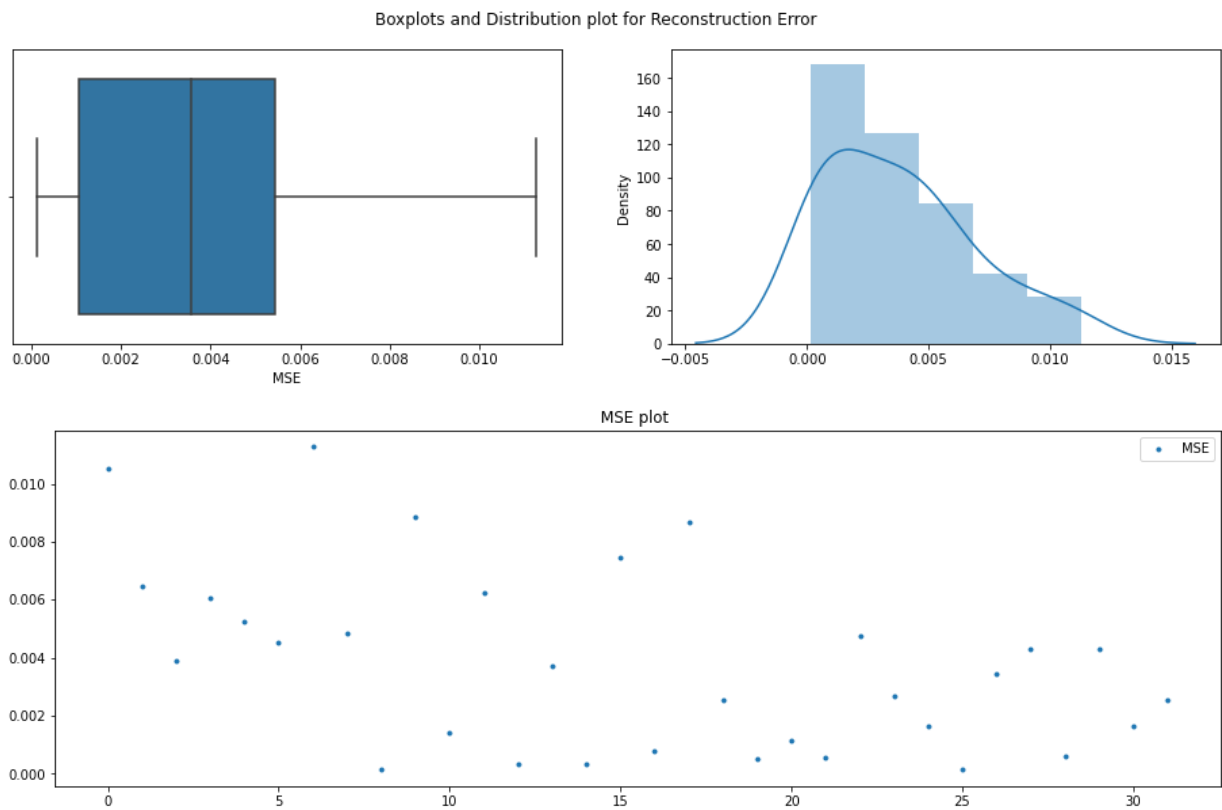 Boxplots and Distribution plot for Reconstruction Error
0.000 0.002 0.004 0.006 0.008 0.010
MSE
160
140
120
100
80
60
40
20
0
Density
−0.005 0.000 0.005 0.010 0.015
MSE plot
MSE
0.010
0.008
0.006
0.004
0.002
0.000
0 5 10 15 20 25 30